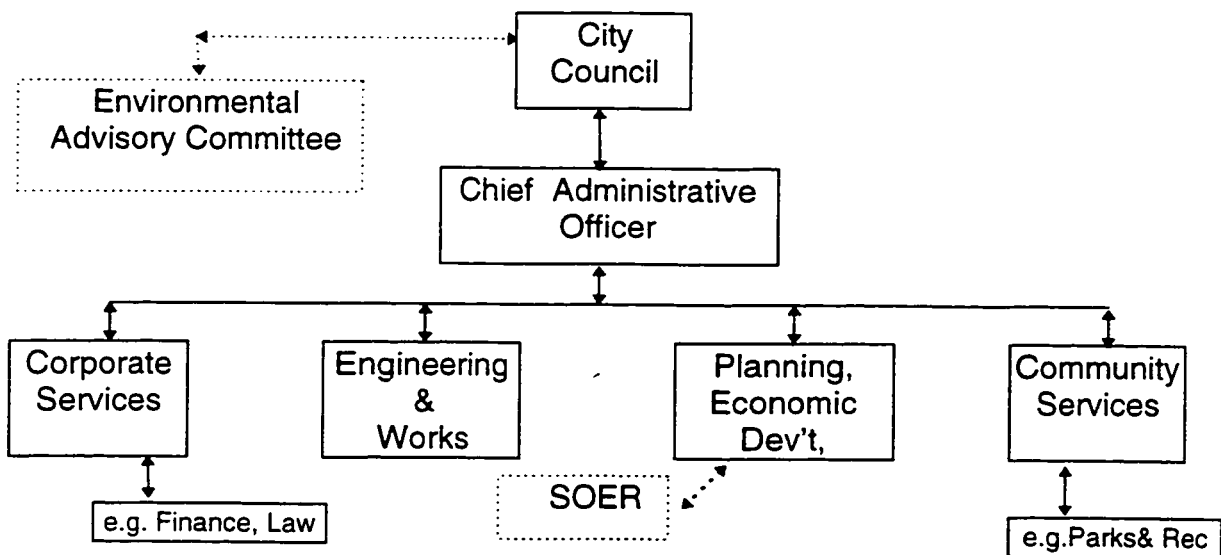 City
Council
Environmental
Advisory Committee
Chief Administrative
Officer
Corporate
Services
Engineering
&
Works
Planning,
Economic
Dev't,
Community
Services
SOER
e.g. Finance, Law
e.g.Parks& Rec